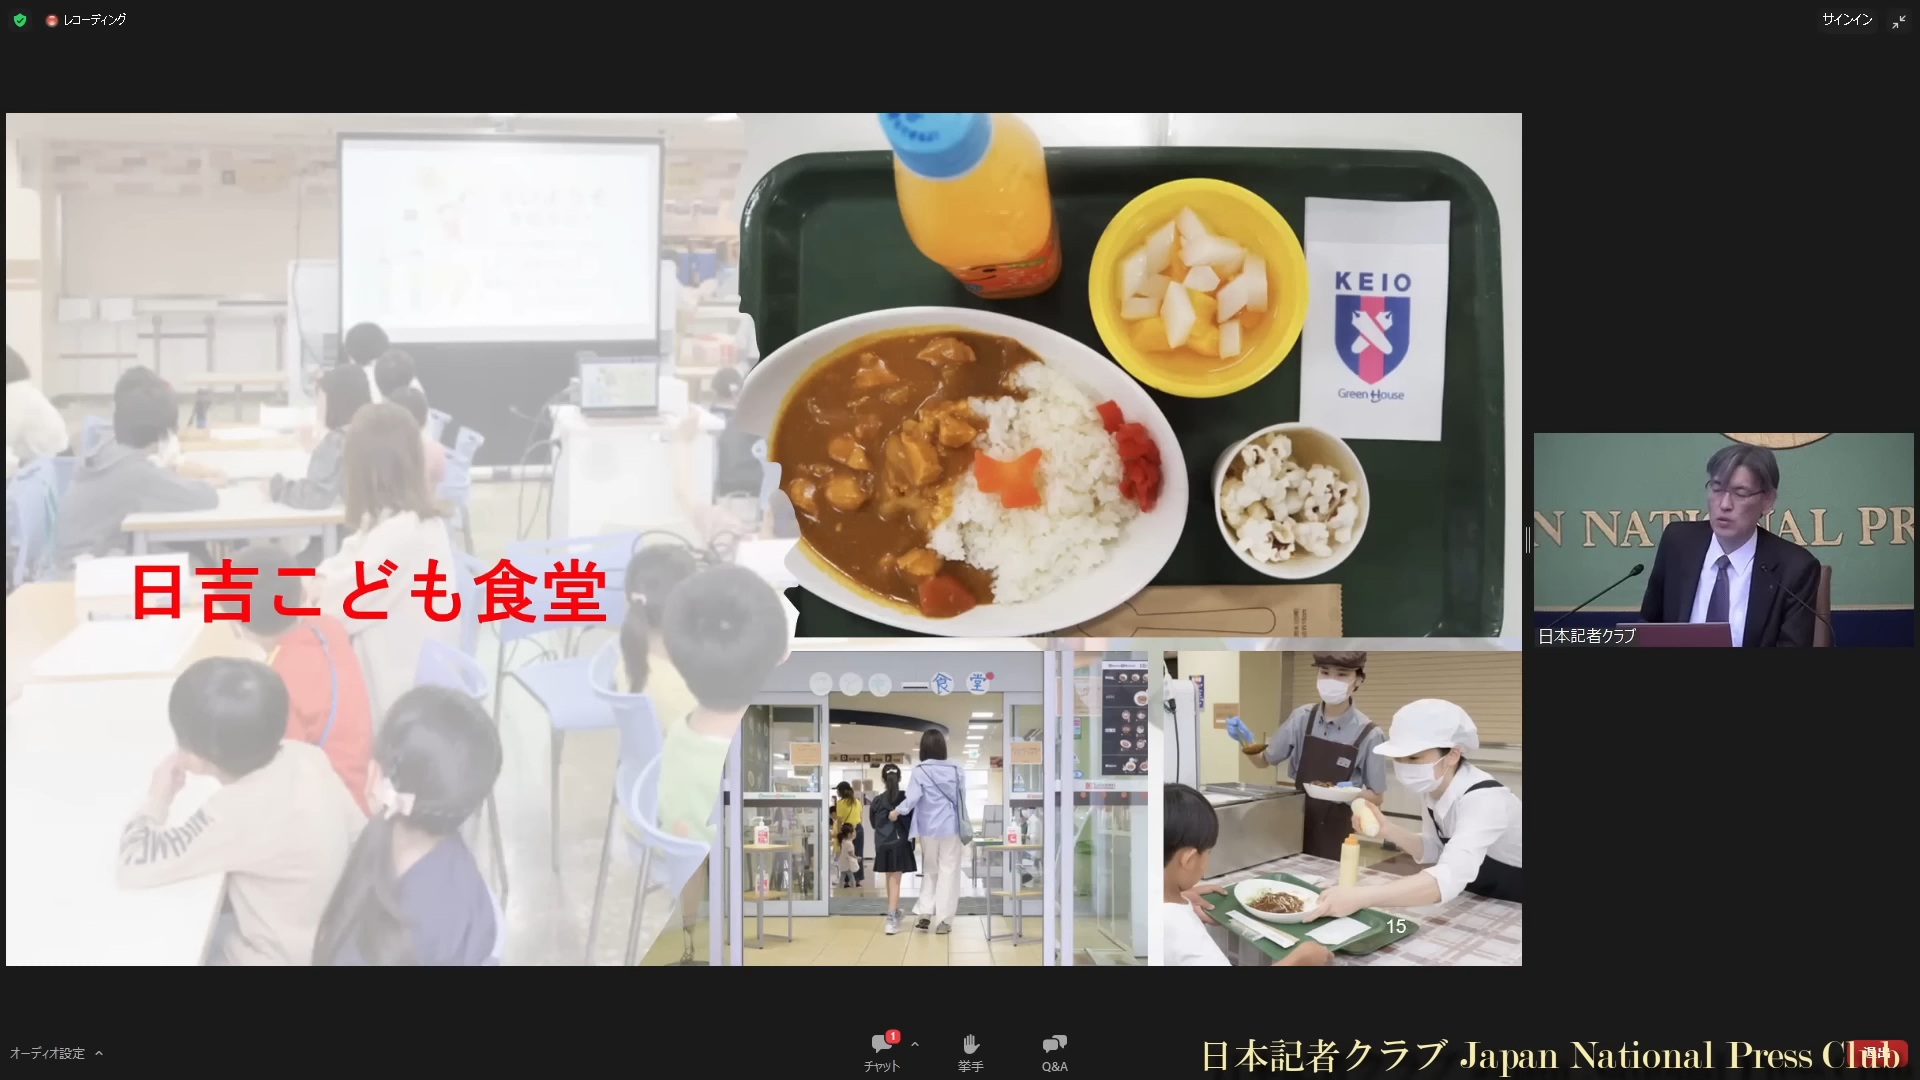 レコーディング
サインイン
KEIO
Green House
日吉こども食堂
食堂
N NATIONAL PR
日本記者クラブ
15
オーディオ設定
チャット
1
挙手
Q&A
日本記者クラブ Japan National Press Club
退出